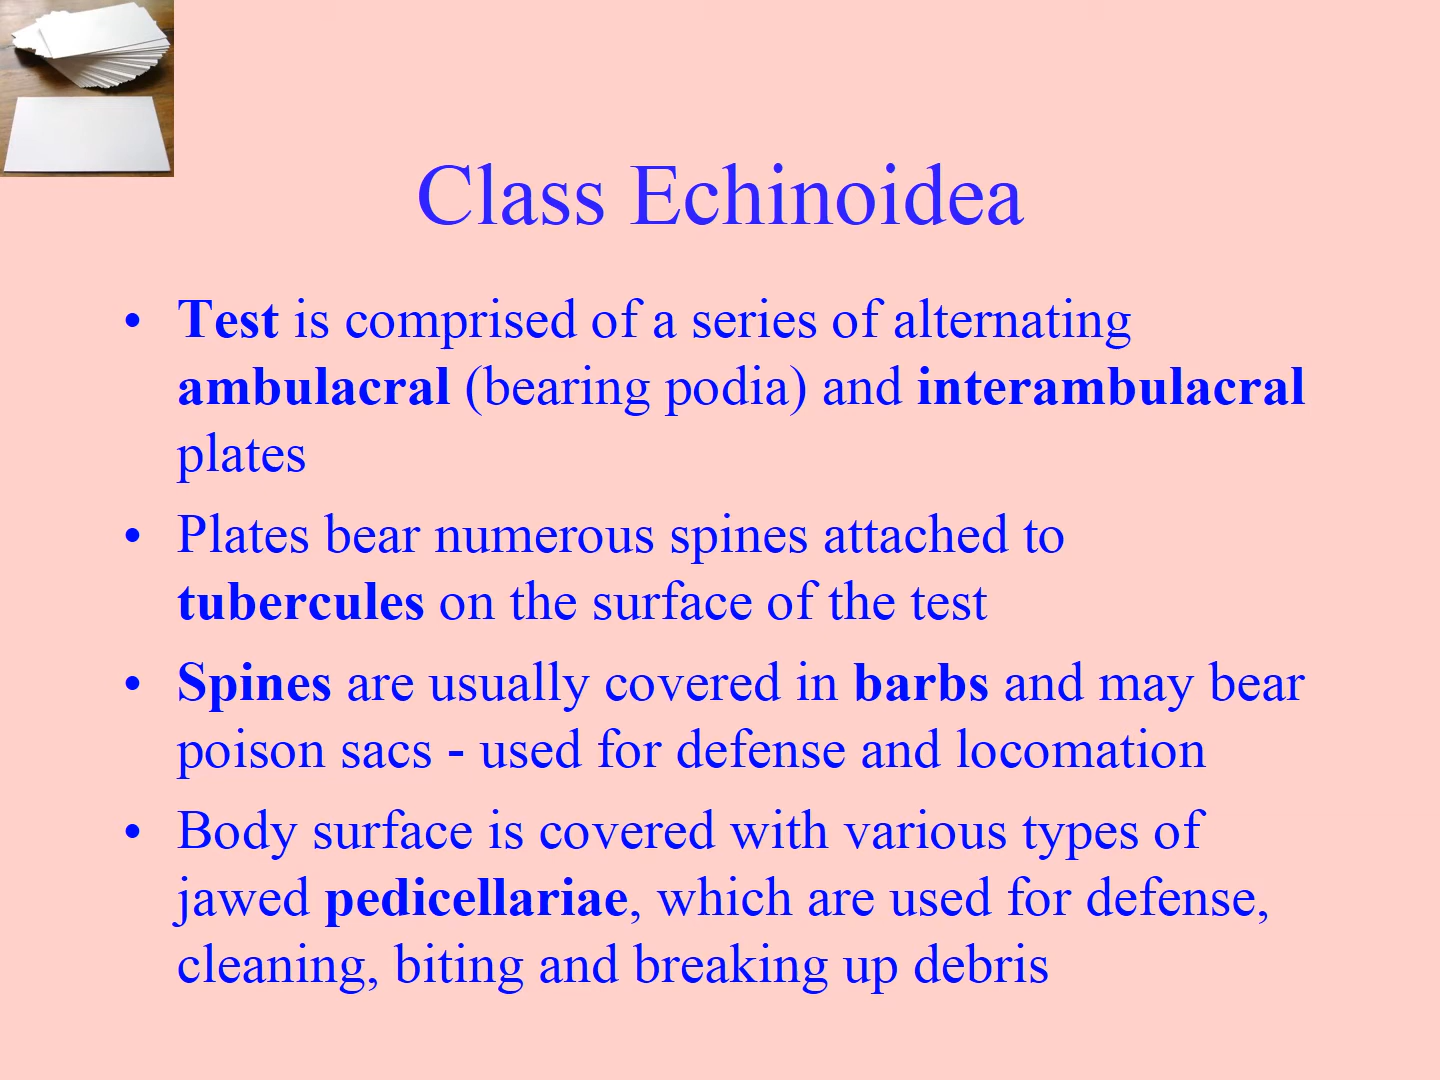 Class Echinoidea
• Test is comprised of a series of alternating
ambulacral (bearing podia) and interambulacral
plates
• Plates bear numerous spines attached to
tubercules on the surface of the test
• Spines are usually covered in barbs and may bear
poison sacs - used for defense and locomation
• Body surface is covered with various types of
jawed pedicellariae, which are used for defense,
cleaning, biting and breaking up debris